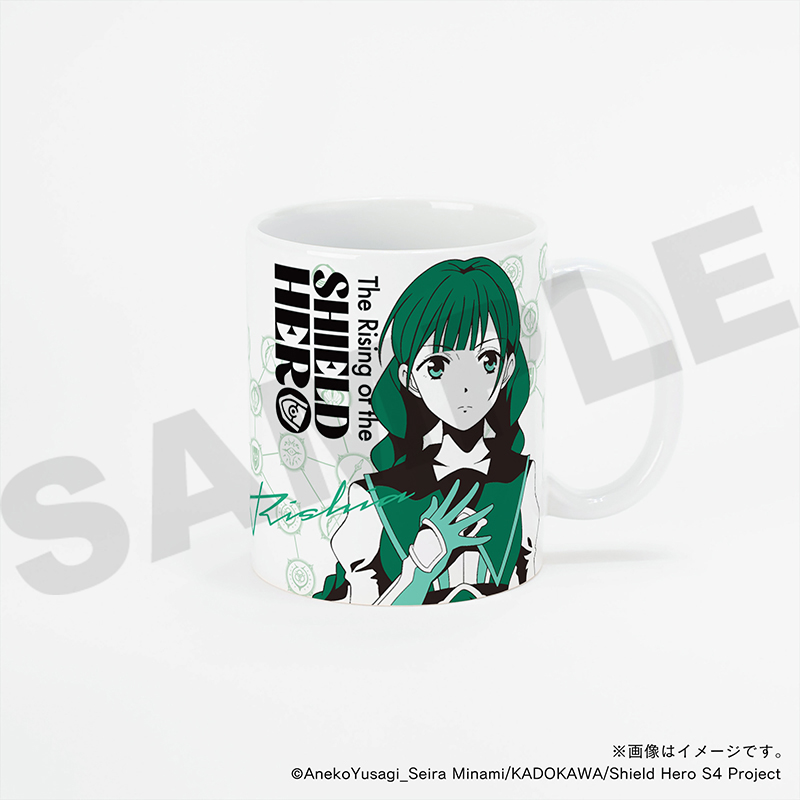 The Rising of the
SHIELD
HERO
Rishia
SAMPLE
※画像はイメージです。
©AnekoYusagi_Seira Minami/KADOKAWA/Shield Hero S4 Project